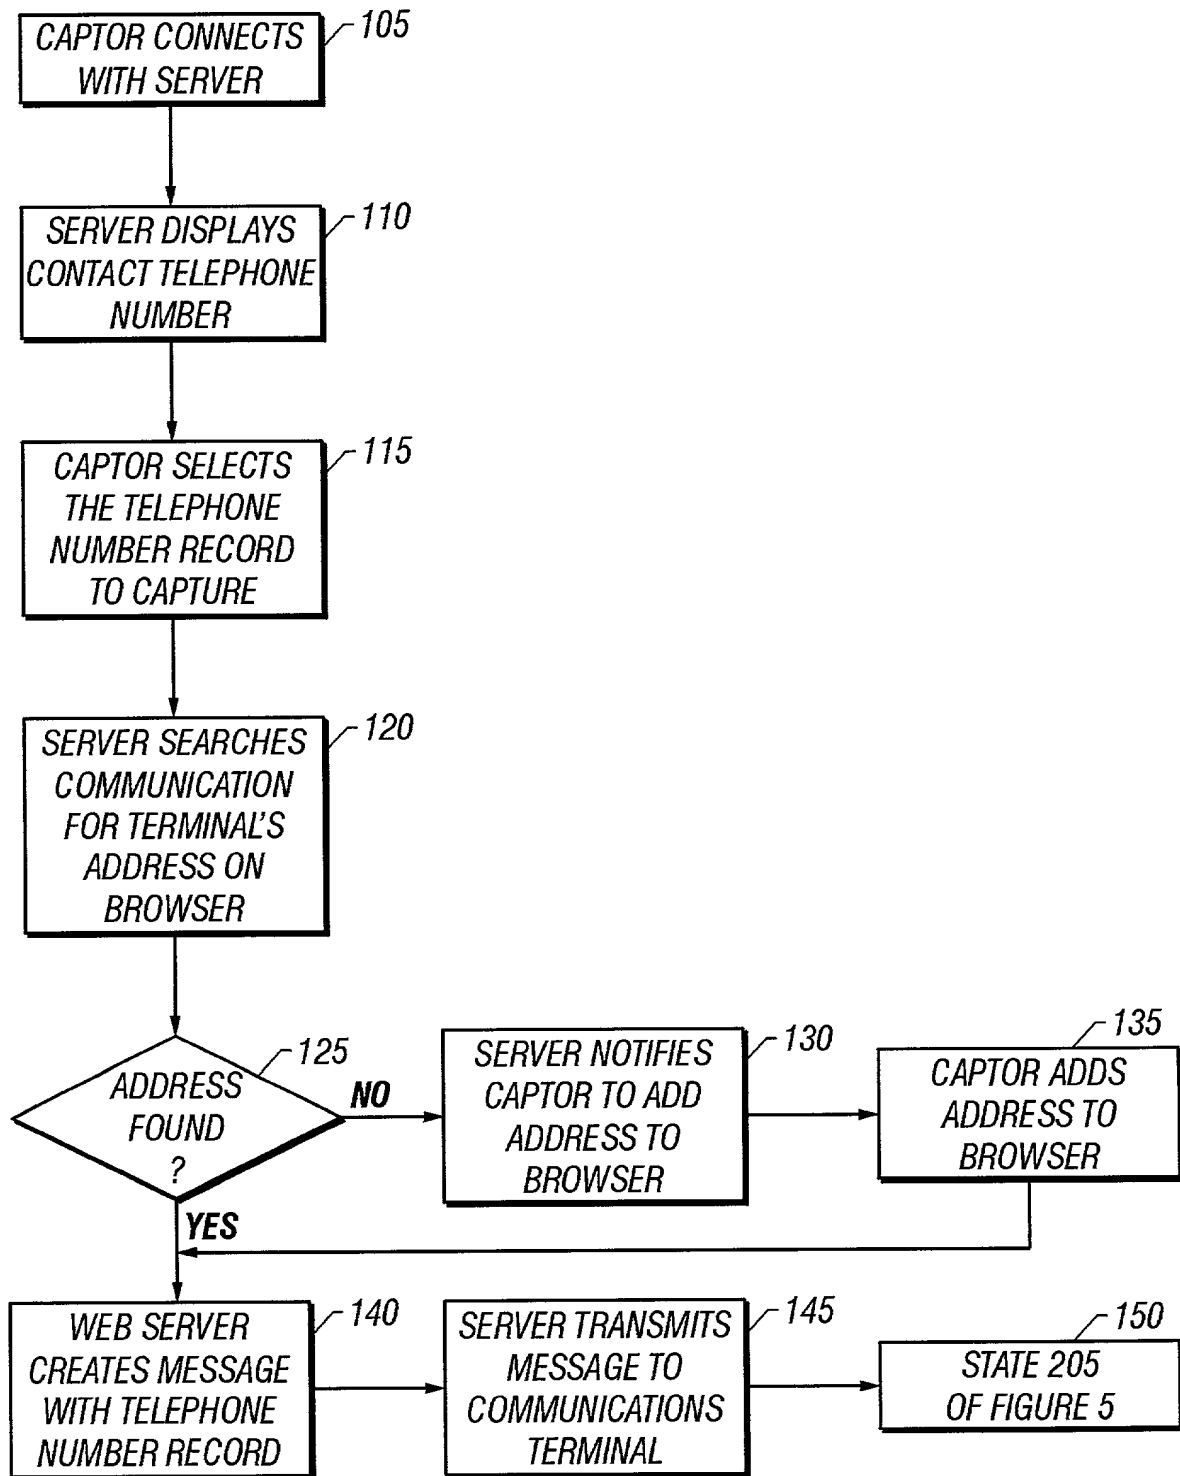 CAPTOR CONNECTS
WITH SERVER
105
SERVER DISPLAYS
CONTACT TELEPHONE
NUMBER
110
CAPTOR SELECTS
THE TELEPHONE
NUMBER RECORD
TO CAPTURE
115
SERVER SEARCHES
COMMUNICATION
FOR TERMINAL'S
ADDRESS ON
BROWSER
120
ADDRESS
FOUND
?
125
NO
YES
SERVER NOTIFIES
CAPTOR TO ADD
ADDRESS TO
BROWSER
130
CAPTOR ADDS
ADDRESS TO
BROWSER
135
WEB SERVER
CREATES MESSAGE
WITH TELEPHONE
NUMBER RECORD
140
SERVER TRANSMITS
MESSAGE TO
COMMUNICATIONS
TERMINAL
145
STATE 205
OF FIGURE 5
150